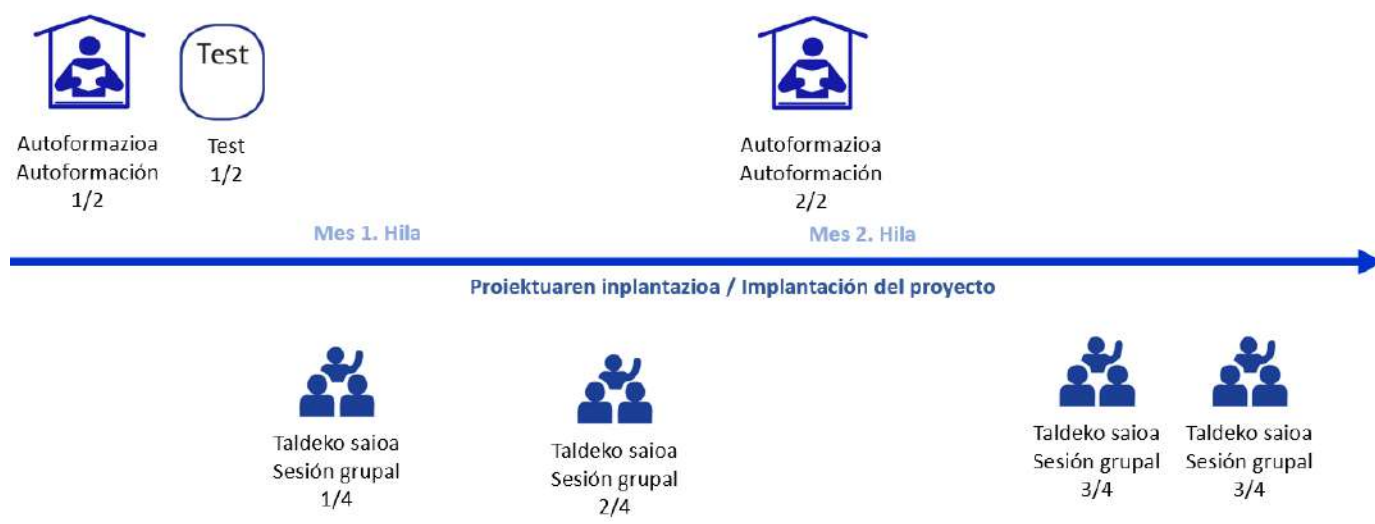 Test
Autoformazioa
Autoformación
1/2
Test
1/2
Autoformazioa
Autoformación
2/2
Mes 1. Hila
Mes 2. Hila
Proiektuaren inplantazioa / Implantación del proyecto
Taldeko saioa
Sesión grupal
1/4
Taldeko saioa
Sesión grupal
2/4
Taldeko saioa
Sesión grupal
3/4
Taldeko saioa
Sesión grupal
3/4